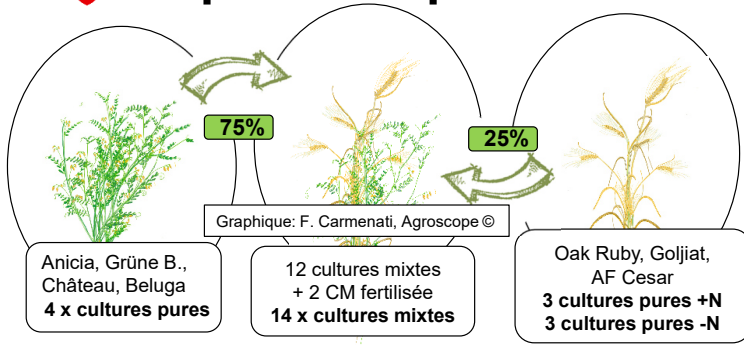 75%
25%
Graphique: F. Carmenati, Agroscope ©
Anicia, Grüne B.,
Château, Beluga
4 x cultures pures
12 cultures mixtes
+ 2 CM fertilisée
14 x cultures mixtes
Oak Ruby, Goljiat,
AF Cesar
3 cultures pures +N
3 cultures pures -N